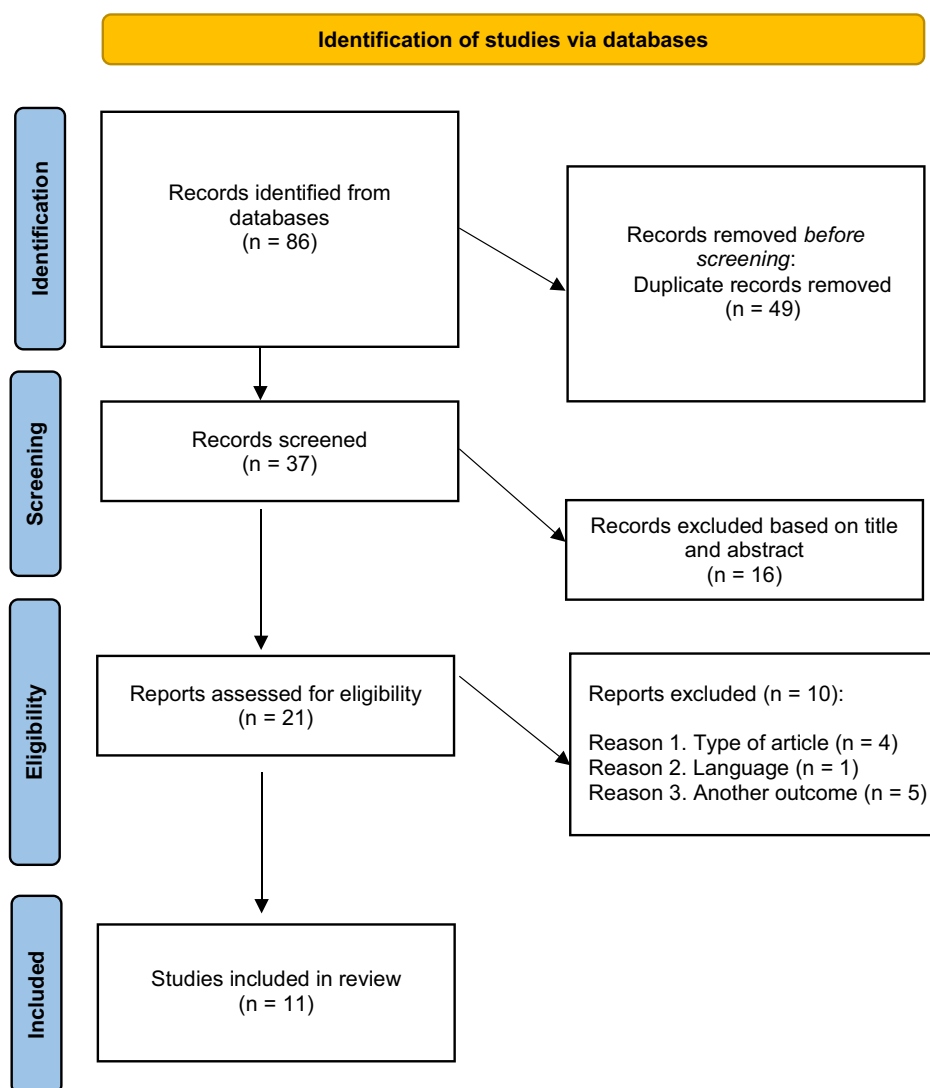 Identification of studies via databases
Identification
Records identified from
databases
(n = 86)
Records removed before
screening:
Duplicate records removed
(n = 49)
Screening
Records screened
(n = 37)
Records excluded based on title
and abstract
(n = 16)
Eligibility
Reports assessed for eligibility
(n = 21)
Reports excluded (n = 10):
Reason 1. Type of article (n = 4)
Reason 2. Language (n = 1)
Reason 3. Another outcome (n = 5)
Included
Studies included in review
(n = 11)